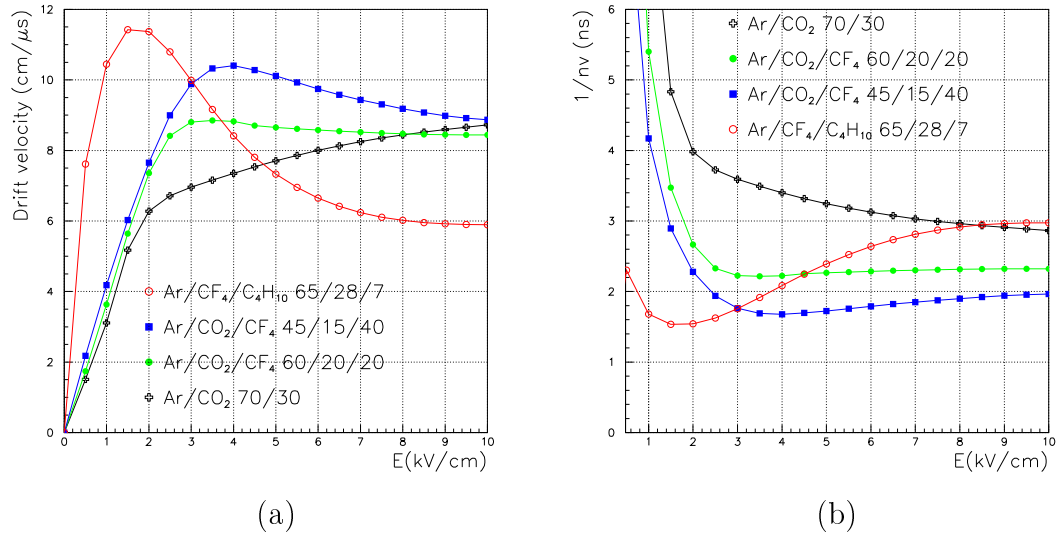 Drift velocity (cm/μs)
12
10
8
6
4
2
0
Ar/CF₄/C₄H₁₀ 65/28/7
Ar/CO₂/CF₄ 45/15/40
Ar/CO₂/CF₄ 60/20/20
Ar/CO₂ 70/30
0 1 2 3 4 5 6 7 8 9 10
E(kV/cm)
(a)
1/nv (ns)
6
5
4
3
2
1
0
Ar/CO₂ 70/30
Ar/CO₂/CF₄ 60/20/20
Ar/CO₂/CF₄ 45/15/40
Ar/CF₄/C₄H₁₀ 65/28/7
1 2 3 4 5 6 7 8 9 10
E(kV/cm)
(b)